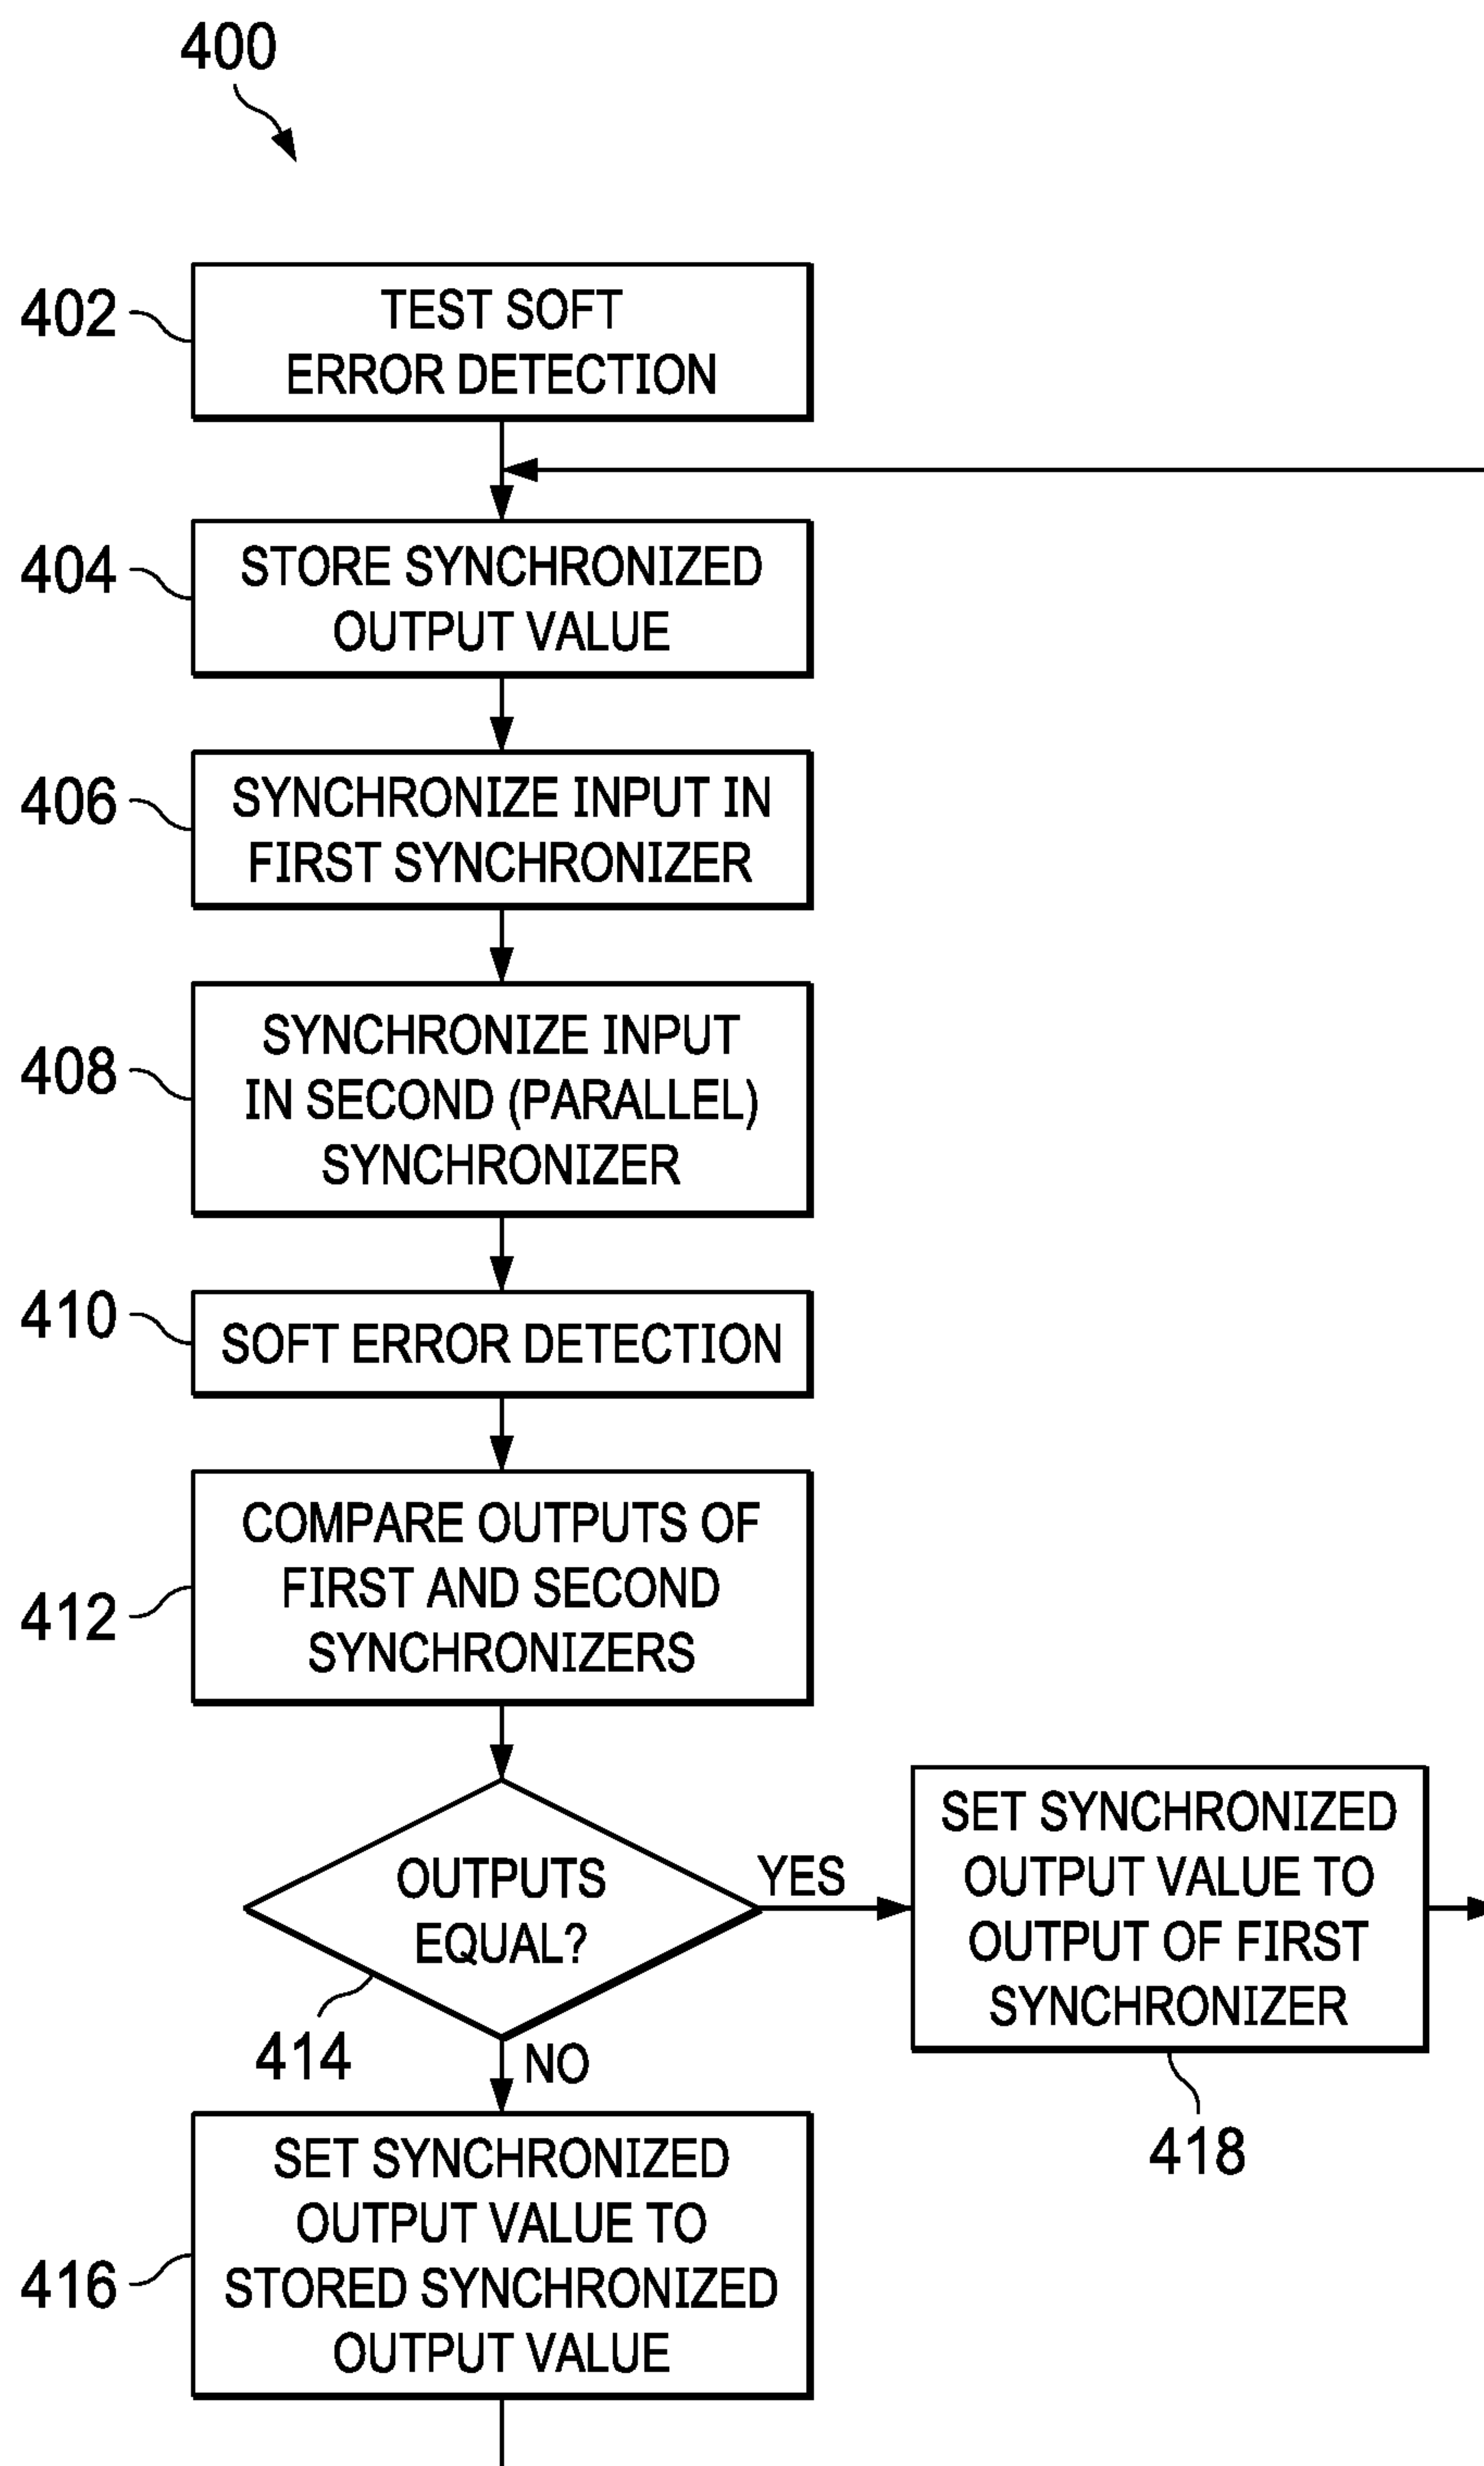 400
402
TEST SOFT
ERROR DETECTION
404
STORE SYNCHRONIZED
OUTPUT VALUE
406
SYNCHRONIZE INPUT IN
FIRST SYNCHRONIZER
408
SYNCHRONIZE INPUT
IN SECOND (PARALLEL)
SYNCHRONIZER
410
SOFT ERROR DETECTION
412
COMPARE OUTPUTS OF
FIRST AND SECOND
SYNCHRONIZERS
OUTPUTS
EQUAL?
414
YES
SET SYNCHRONIZED
OUTPUT VALUE TO
OUTPUT OF FIRST
SYNCHRONIZER
418
NO
416
SET SYNCHRONIZED
OUTPUT VALUE TO
STORED SYNCHRONIZED
OUTPUT VALUE